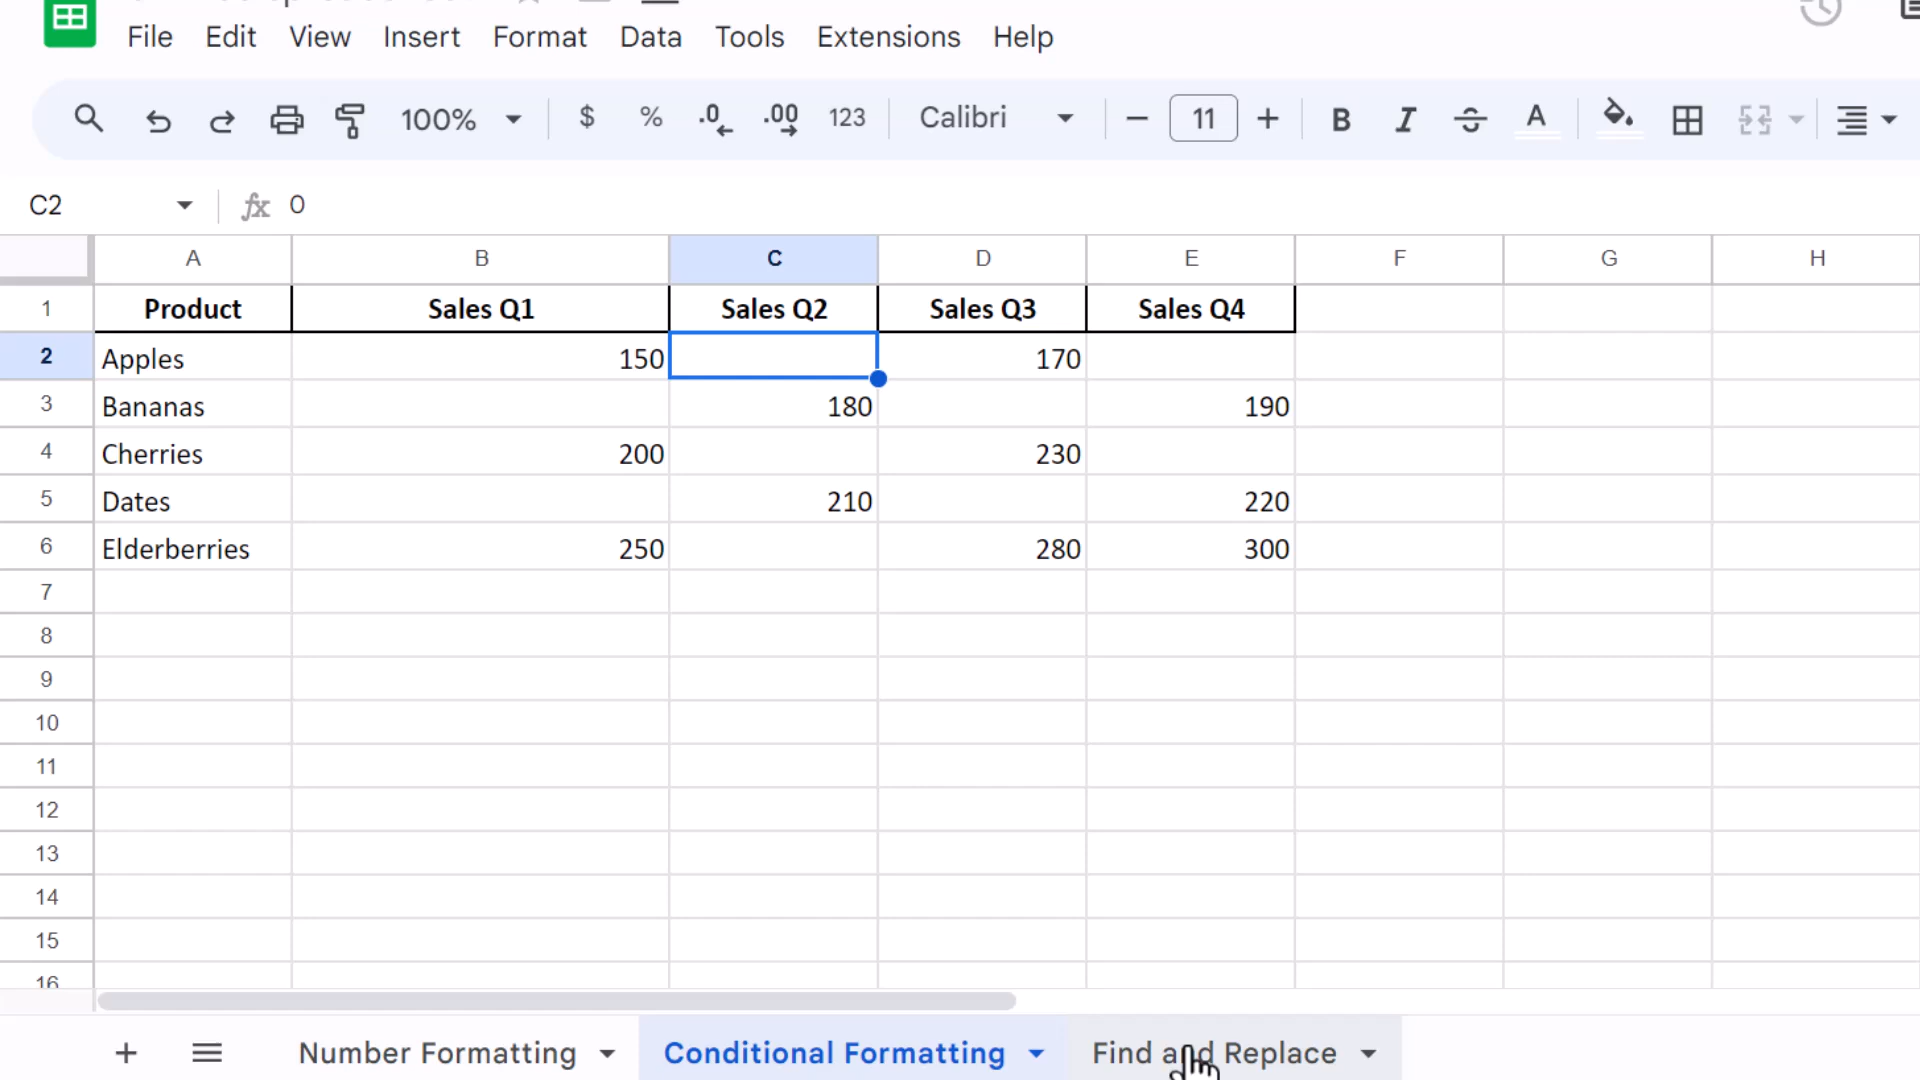 File Edit View Insert Format Data Tools Extensions Help
100% $ % .0 .00 123 Calibri 11 B I A
C2 fx 0
A B C D E F G H
1 Product Sales Q1 Sales Q2 Sales Q3 Sales Q4
2 Apples 150 170
3 Bananas 180 190
4 Cherries 200 230
5 Dates 210 220
6 Elderberries 250 280 300
7
8
9
10
11
12
13
14
15
16
Number Formatting Conditional Formatting Find and Replace